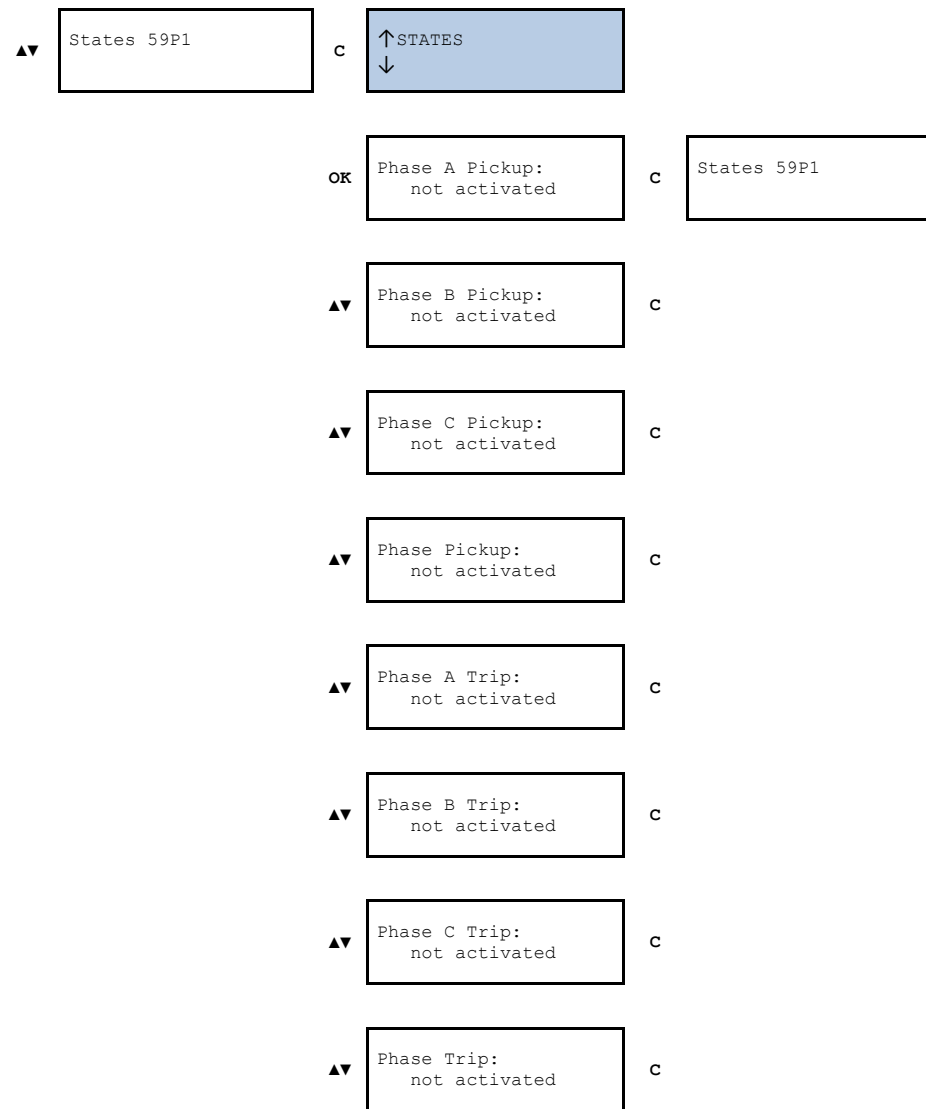 ▲▼ States 59P1 C ↑STATES
↓
OK Phase A Pickup: C States 59P1
not activated
▲▼ Phase B Pickup: C
not activated
▲▼ Phase C Pickup: C
not activated
▲▼ Phase Pickup: C
not activated
▲▼ Phase A Trip: C
not activated
▲▼ Phase B Trip: C
not activated
▲▼ Phase C Trip: C
not activated
▲▼ Phase Trip: C
not activated